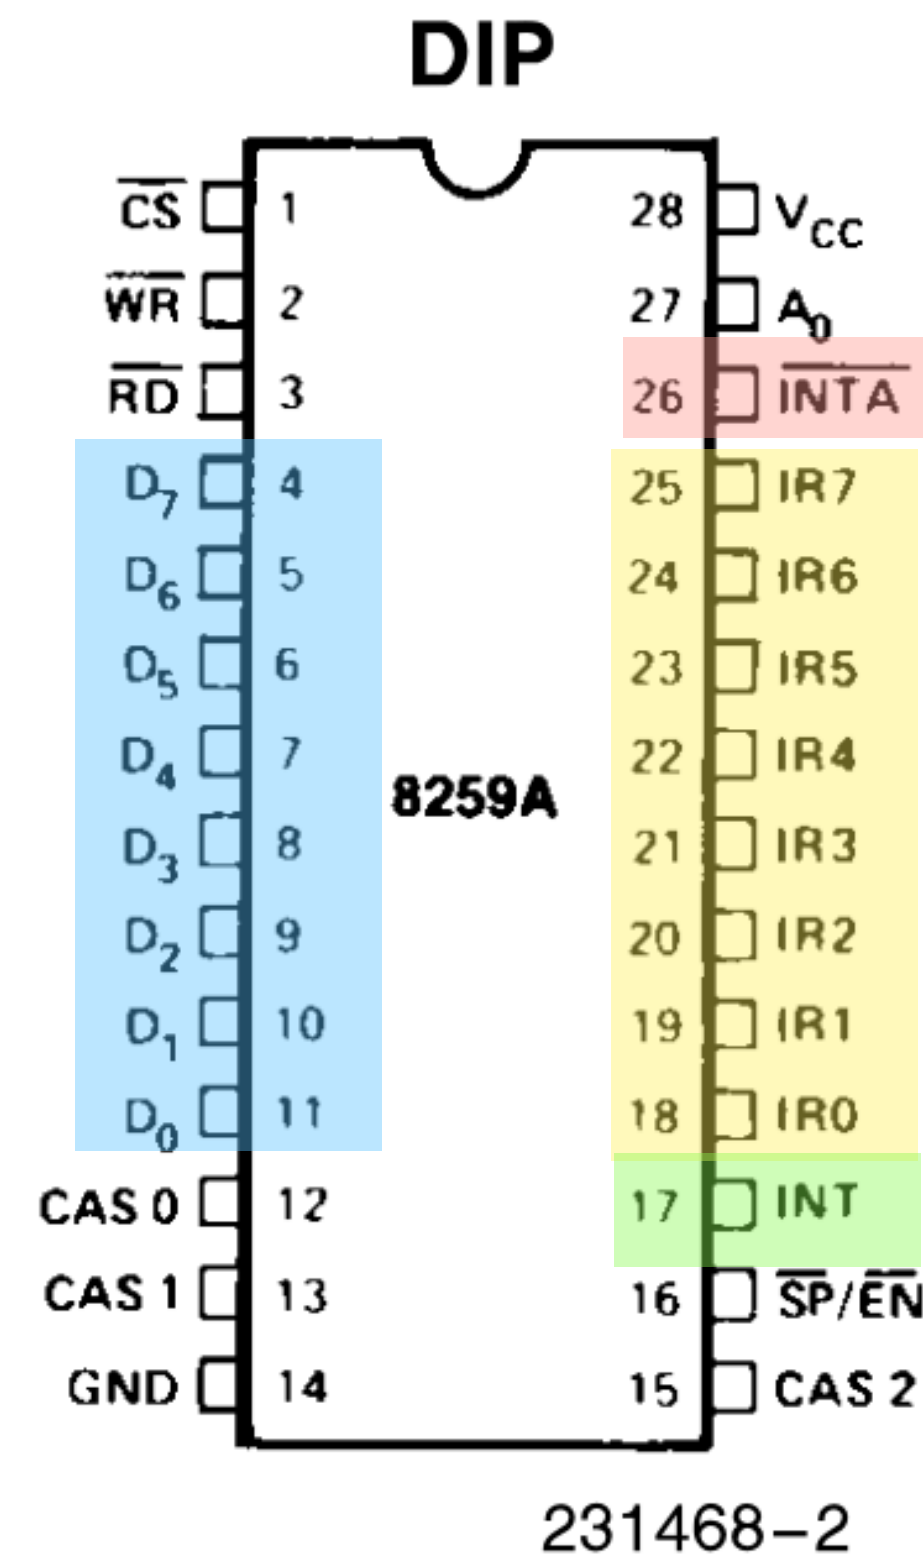 DIP
CS 1 28 VCC
WR 2 27 A0
RD 3 26 INTA
D7 4 25 IR7
D6 5 24 IR6
D5 6 23 IR5
D4 7 22 IR4
8259A
D3 8 21 IR3
D2 9 20 IR2
D1 10 19 IR1
D0 11 18 IR0
CAS 0 12 17 INT
CAS 1 13 16 SP/EN
GND 14 15 CAS 2
231468–2